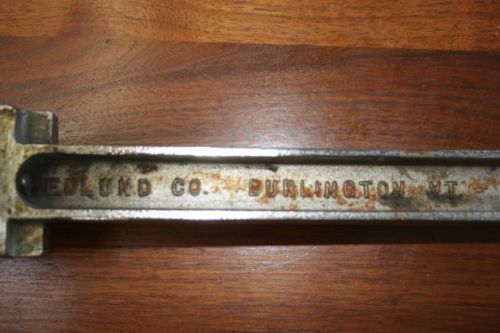 EDLUND CO. BURLINGTON VT.